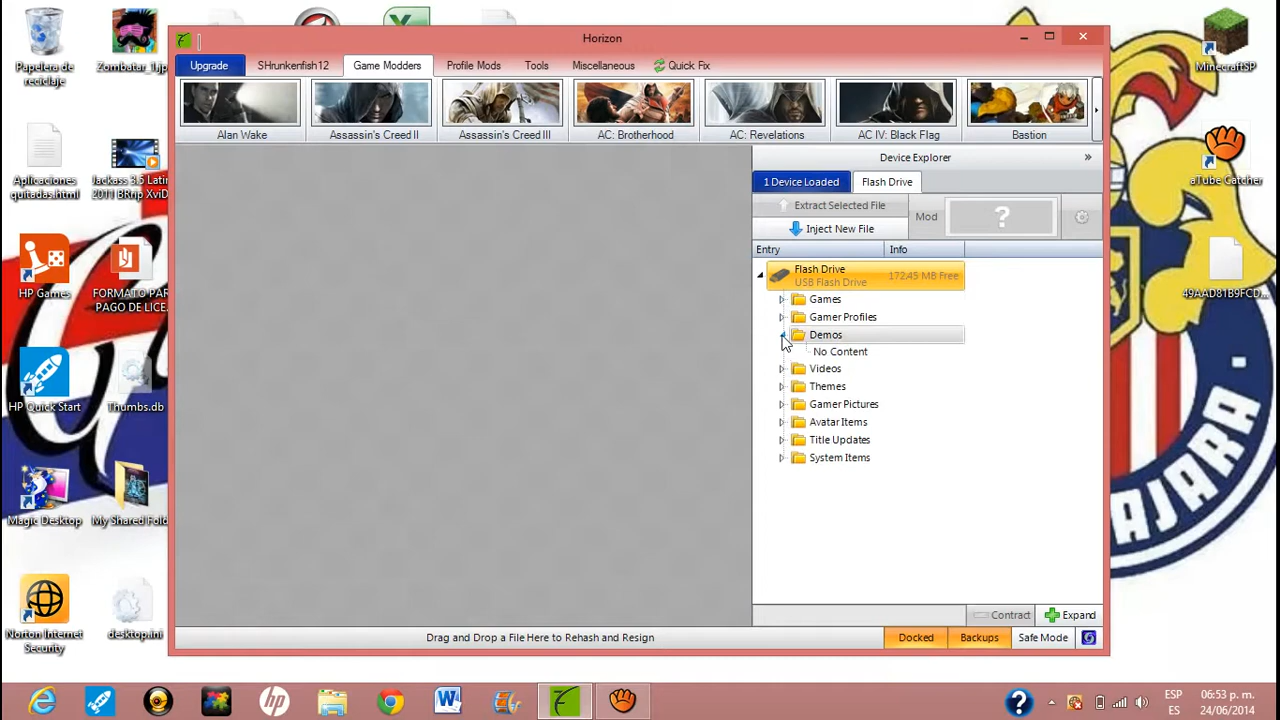 Horizon
Upgrade SHrunkenfish12 Game Modders Profile Mods Tools Miscellaneous Quick Fix
Alan Wake Assassin's Creed II Assassin's Creed III AC: Brotherhood AC: Revelations AC IV: Black Flag Bastion
Device Explorer »
1 Device Loaded Flash Drive
Extract Selected File
Inject New File
Mod ?
Entry Info
Flash Drive
USB Flash Drive 172.45 MB Free
Games
Gamer Profiles
Demos
No Content
Videos
Themes
Gamer Pictures
Avatar Items
Title Updates
System Items
Contract Expand
Drag and Drop a File Here to Rehash and Resign Docked Backups Safe Mode
Papelera de
reciclaje
Zombatar_1.jp
Aplicaciones
quitadas.html
Jackass 3.5 Latin
2011 BRrip XviD
HP Games
FORMATO PAR
PAGO DE LICE
HP Quick Start
Thumbs.db
Magic Desktop
My Shared Fold
Norton Internet
Security
desktop.ini
MinecraftSP
aTube Catcher
49AAD81B9FCD...
AJARA
ESP
ES
06:53 p. m.
24/06/2014